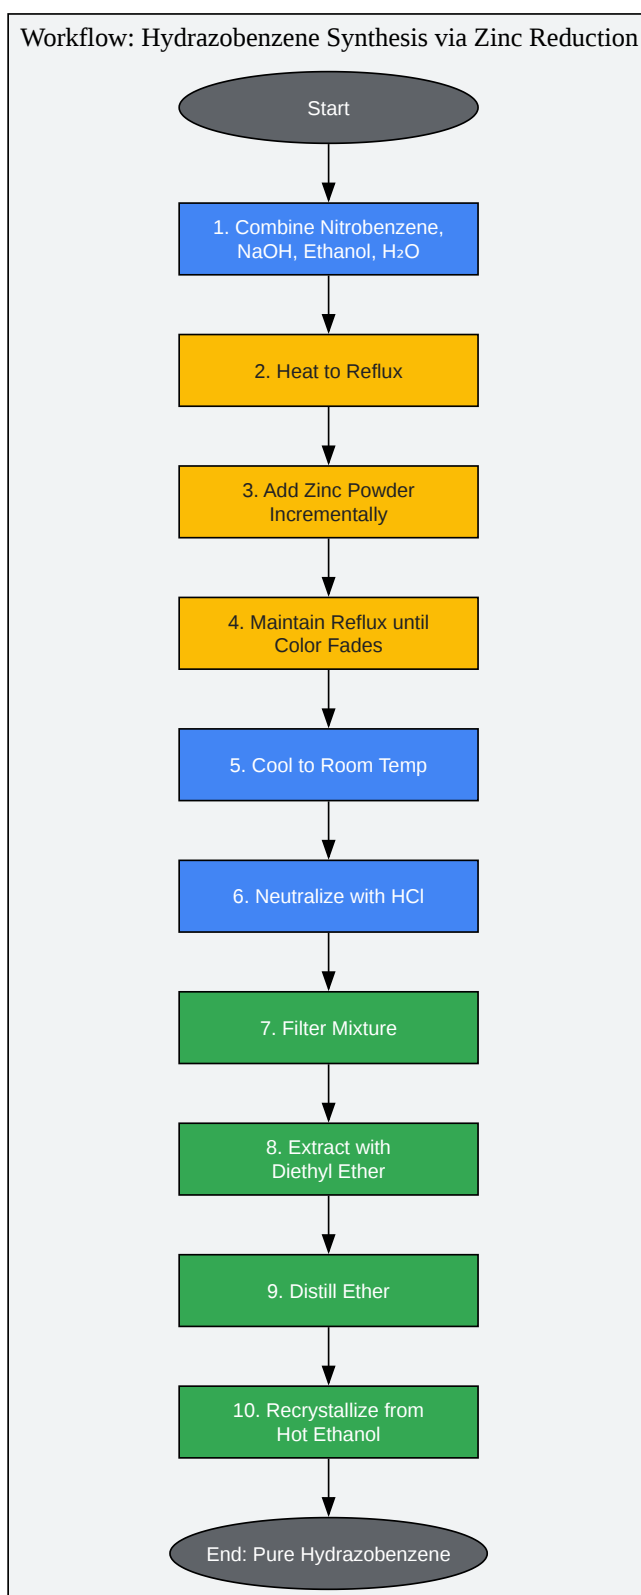 Workflow: Hydrazobenzene Synthesis via Zinc Reduction
Start
1. Combine Nitrobenzene,
NaOH, Ethanol, H₂O
2. Heat to Reflux
3. Add Zinc Powder
Incrementally
4. Maintain Reflux until
Color Fades
5. Cool to Room Temp
6. Neutralize with HCl
7. Filter Mixture
8. Extract with
Diethyl Ether
9. Distill Ether
10. Recrystallize from
Hot Ethanol
End: Pure Hydrazobenzene